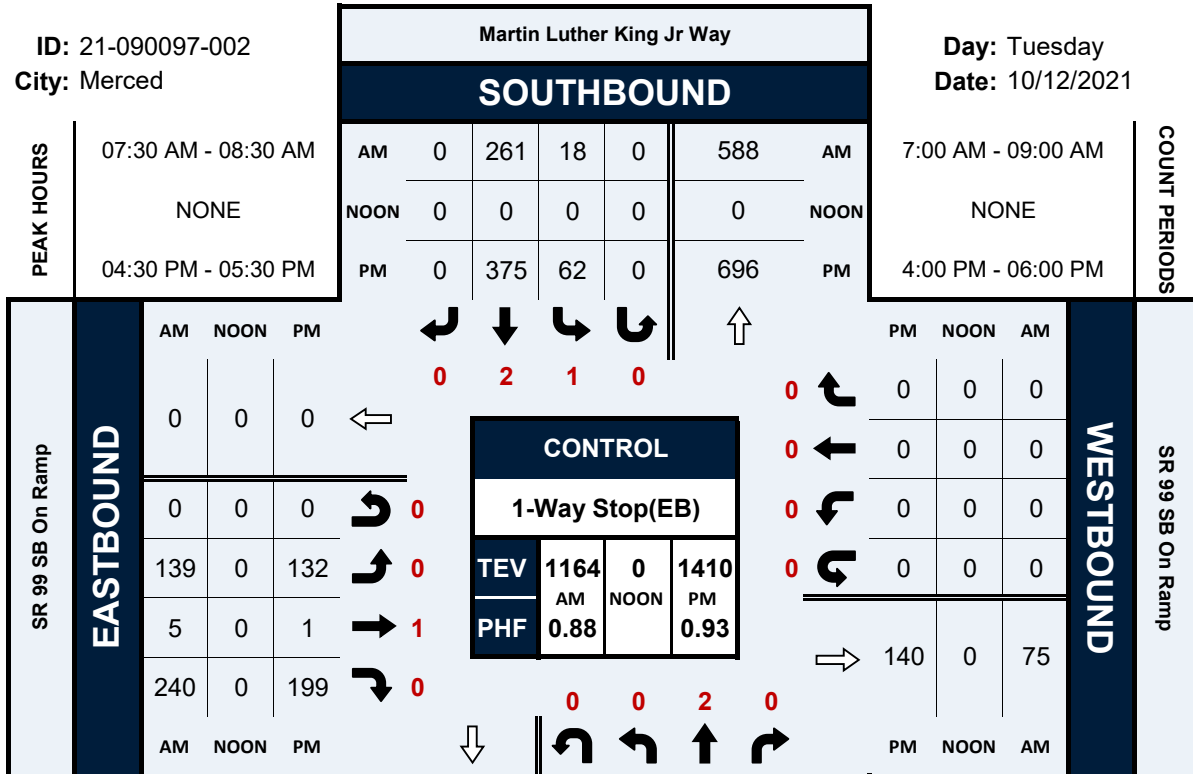 Martin Luther King Jr Way
ID: 21-090097-002
Day: Tuesday
City: Merced
Date: 10/12/2021
SOUTHBOUND
PEAK HOURS
07:30 AM - 08:30 AM
NONE
04:30 PM - 05:30 PM
AM 0 261 18 0 588 AM
NOON 0 0 0 0 0 NOON
PM 0 375 62 0 696 PM
7:00 AM - 09:00 AM
NONE
4:00 PM - 06:00 PM
COUNT PERIODS
SR 99 SB On Ramp
EASTBOUND
AM NOON PM
0 0 0
0 0 0 0
139 0 132 0
5 0 1 1
240 0 199 0
AM NOON PM
0 2 1 0
CONTROL
1-Way Stop(EB)
TEV 1164 0 1410
AM NOON PM
PHF 0.88 0.93
0 0 2 0
PM NOON AM
0 0 0 0
0 0 0 0
0 0 0 0
0 0 0 0
140 0 75
PM NOON AM
WESTBOUND
SR 99 SB On Ramp